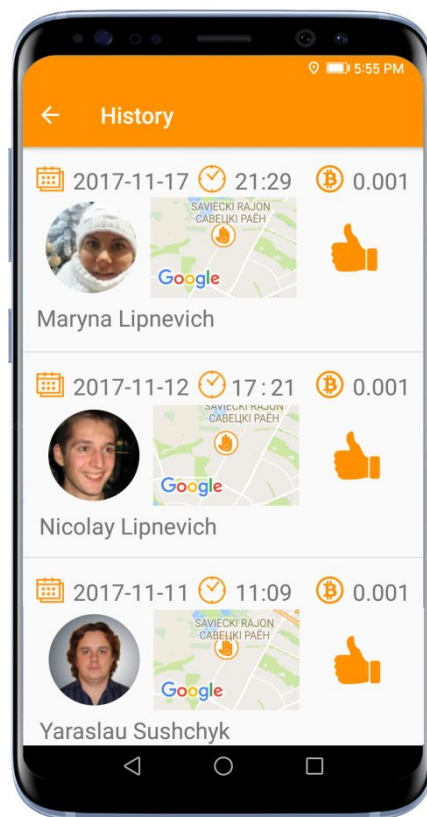 5:55 PM
History
2017-11-17 21:29 0.001
SAVIECKI RAJON
САВЕЦКІ РАЁН
Google
Maryna Lipnevich
2017-11-12 17:21 0.001
SAVIECKI RAJON
САВЕЦКІ РАЁН
Google
Nicolay Lipnevich
2017-11-11 11:09 0.001
SAVIECKI RAJON
САВЕЦКІ РАЁН
Google
Yaraslau Sushchyk